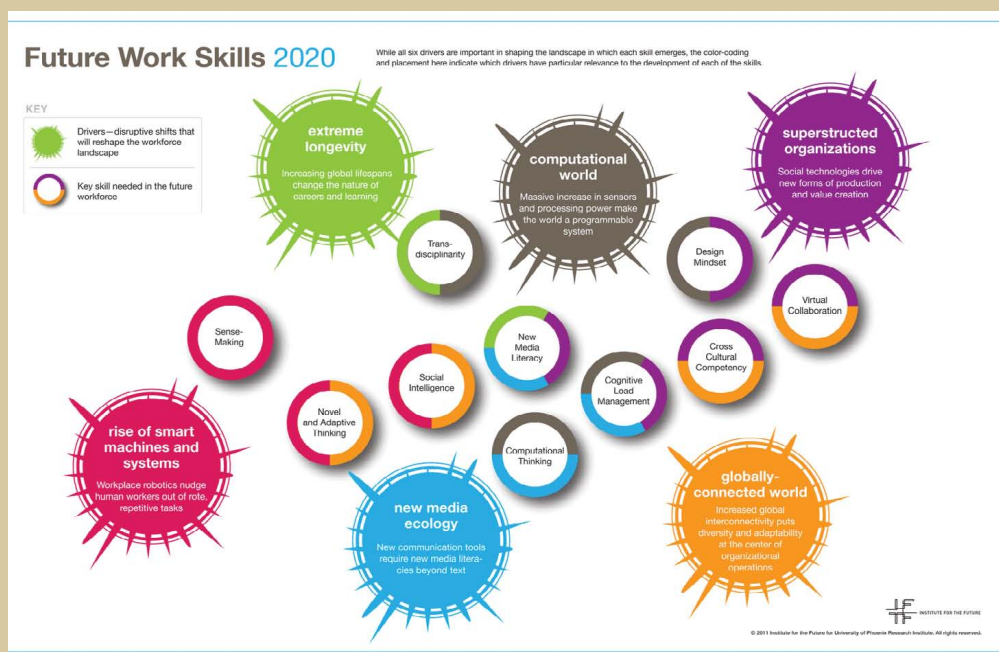 Future Work Skills 2020
While all six drivers are important in shaping the landscape in which each skill emerges, the color-coding
and placement here indicate which drivers have particular relevance to the development of each of the skills.
KEY
Drivers—disruptive shifts that
will reshape the workforce
landscape
Key skill needed in the future
workforce
extreme
longevity
Increasing global lifespans
change the nature of
careers and learning
computational
world
Massive increase in sensors
and processing power make
the world a programmable
system
superstructed
organizations
Social technologies drive
new forms of production
and value creation
Trans-
disciplinarity
Design
Mindset
Virtual
Collaboration
Sense-
Making
New
Media
Literacy
Cross
Cultural
Competency
Social
Intelligence
Cognitive
Load
Management
Novel
and Adaptive
Thinking
Computational
Thinking
rise of smart
machines and
systems
Workplace robotics nudge
human workers out of rote,
repetitive tasks
new media
ecology
New communication tools
require new media litera-
cies beyond text
globally-
connected world
Increased global
interconnectivity puts
diversity and adaptability
at the center of
organizational
operations
INSTITUTE FOR THE FUTURE
© 2011 Institute for the Future for University of Phoenix Research Institute. All rights reserved.